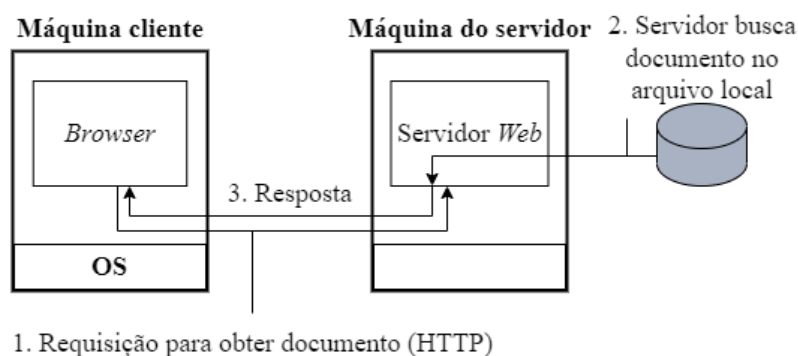 Máquina cliente
Máquina do servidor
2. Servidor busca
documento no
arquivo local
Browser
Servidor Web
3. Resposta
OS
1. Requisição para obter documento (HTTP)